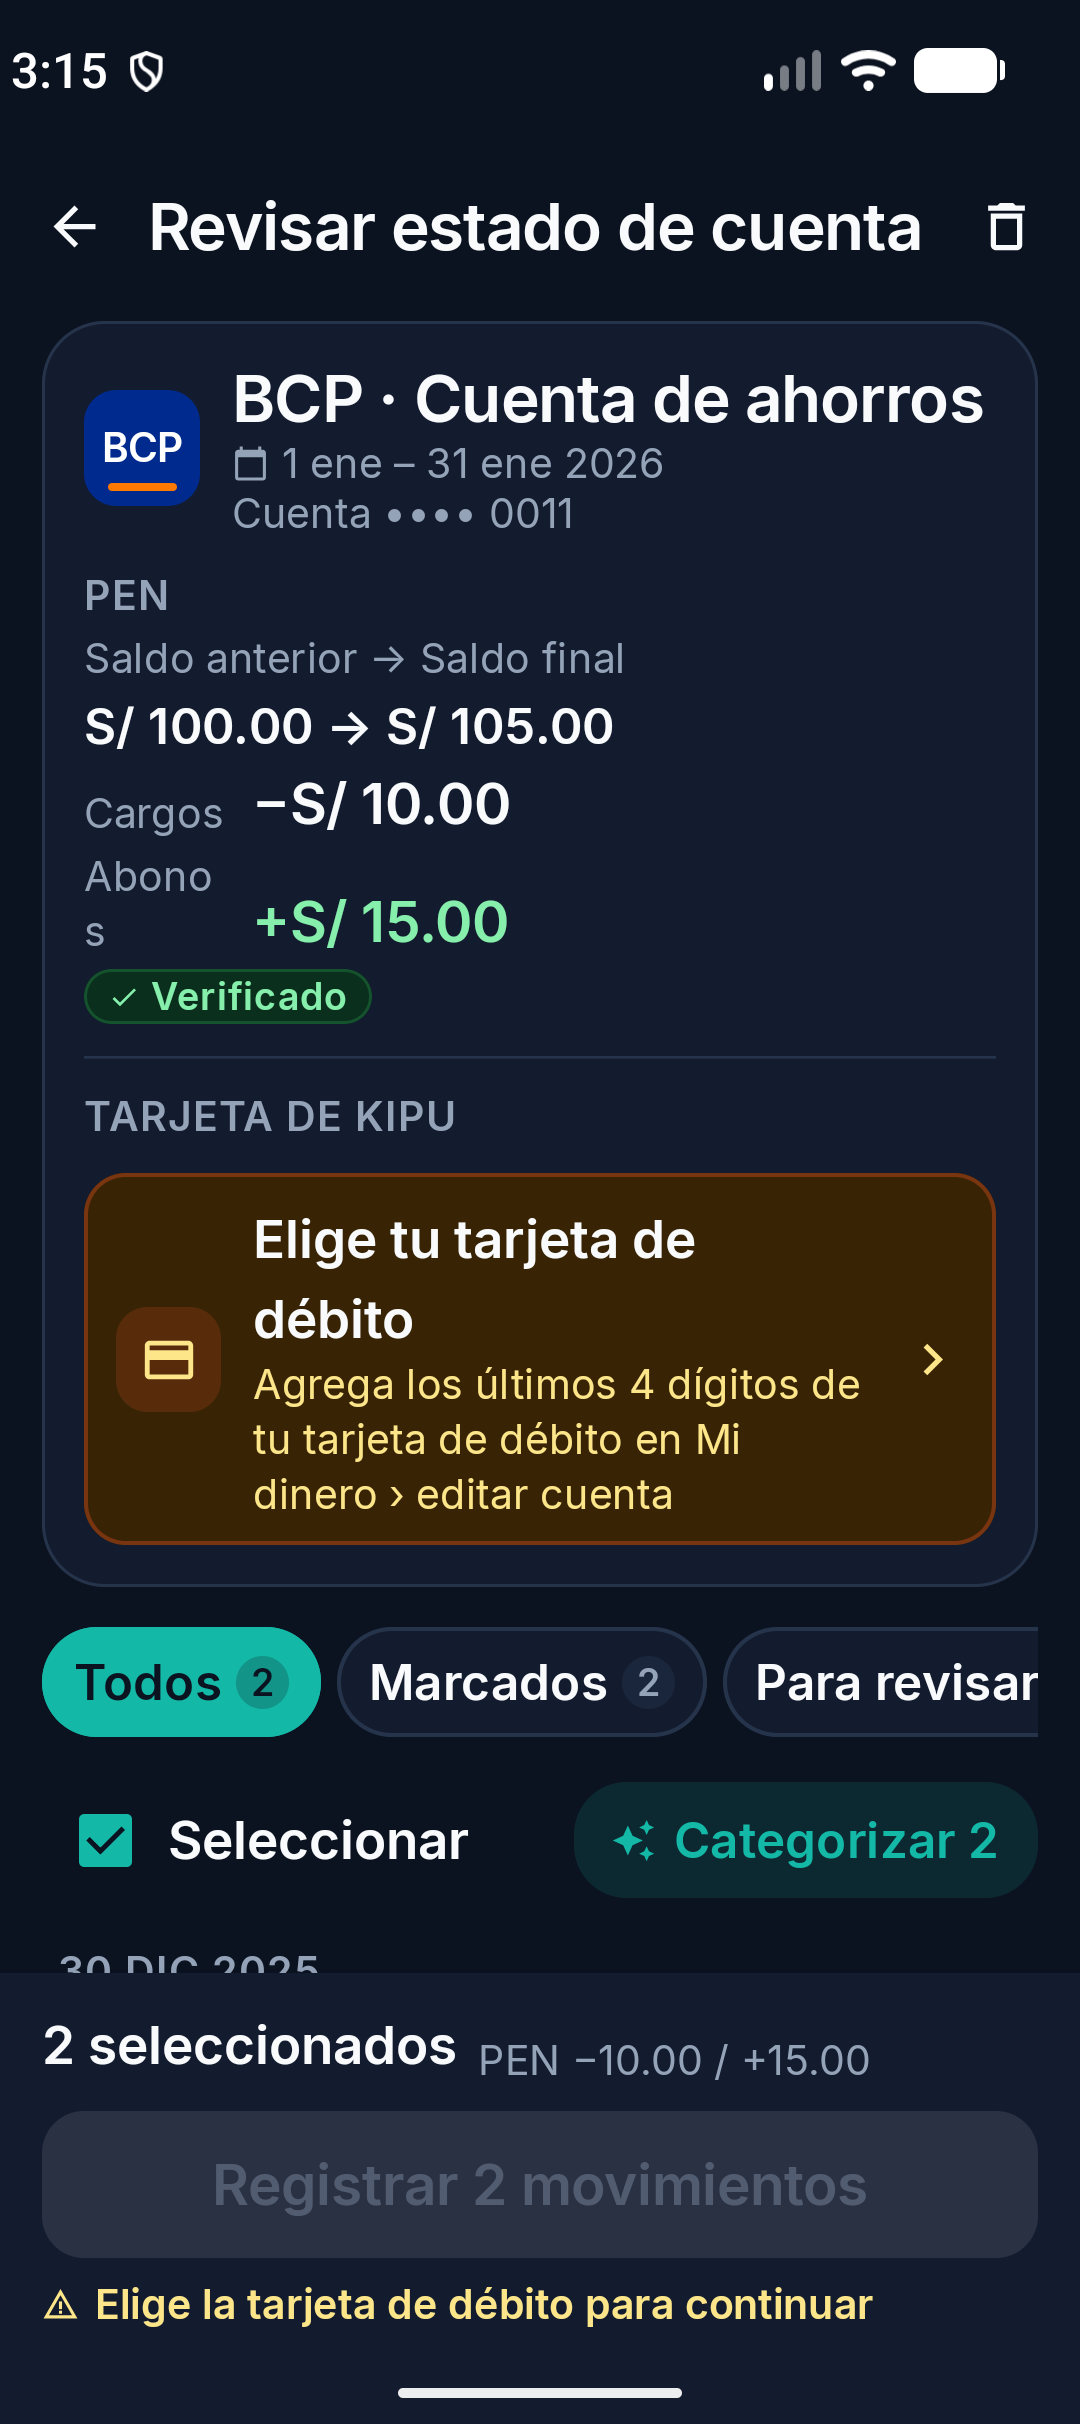 3:15
Revisar estado de cuenta
BCP
BCP · Cuenta de ahorros
1 ene – 31 ene 2026
Cuenta •••• 0011
PEN
Saldo anterior → Saldo final
S/ 100.00 → S/ 105.00
Cargos −S/ 10.00
Abono
s +S/ 15.00
Verificado
TARJETA DE KIPU
Elige tu tarjeta de
débito
Agrega los últimos 4 dígitos de
tu tarjeta de débito en Mi
dinero › editar cuenta
Todos 2
Marcados 2
Para revisar
Seleccionar
Categorizar 2
30 DIC 2025
2 seleccionados PEN −10.00 / +15.00
Registrar 2 movimientos
Elige la tarjeta de débito para continuar